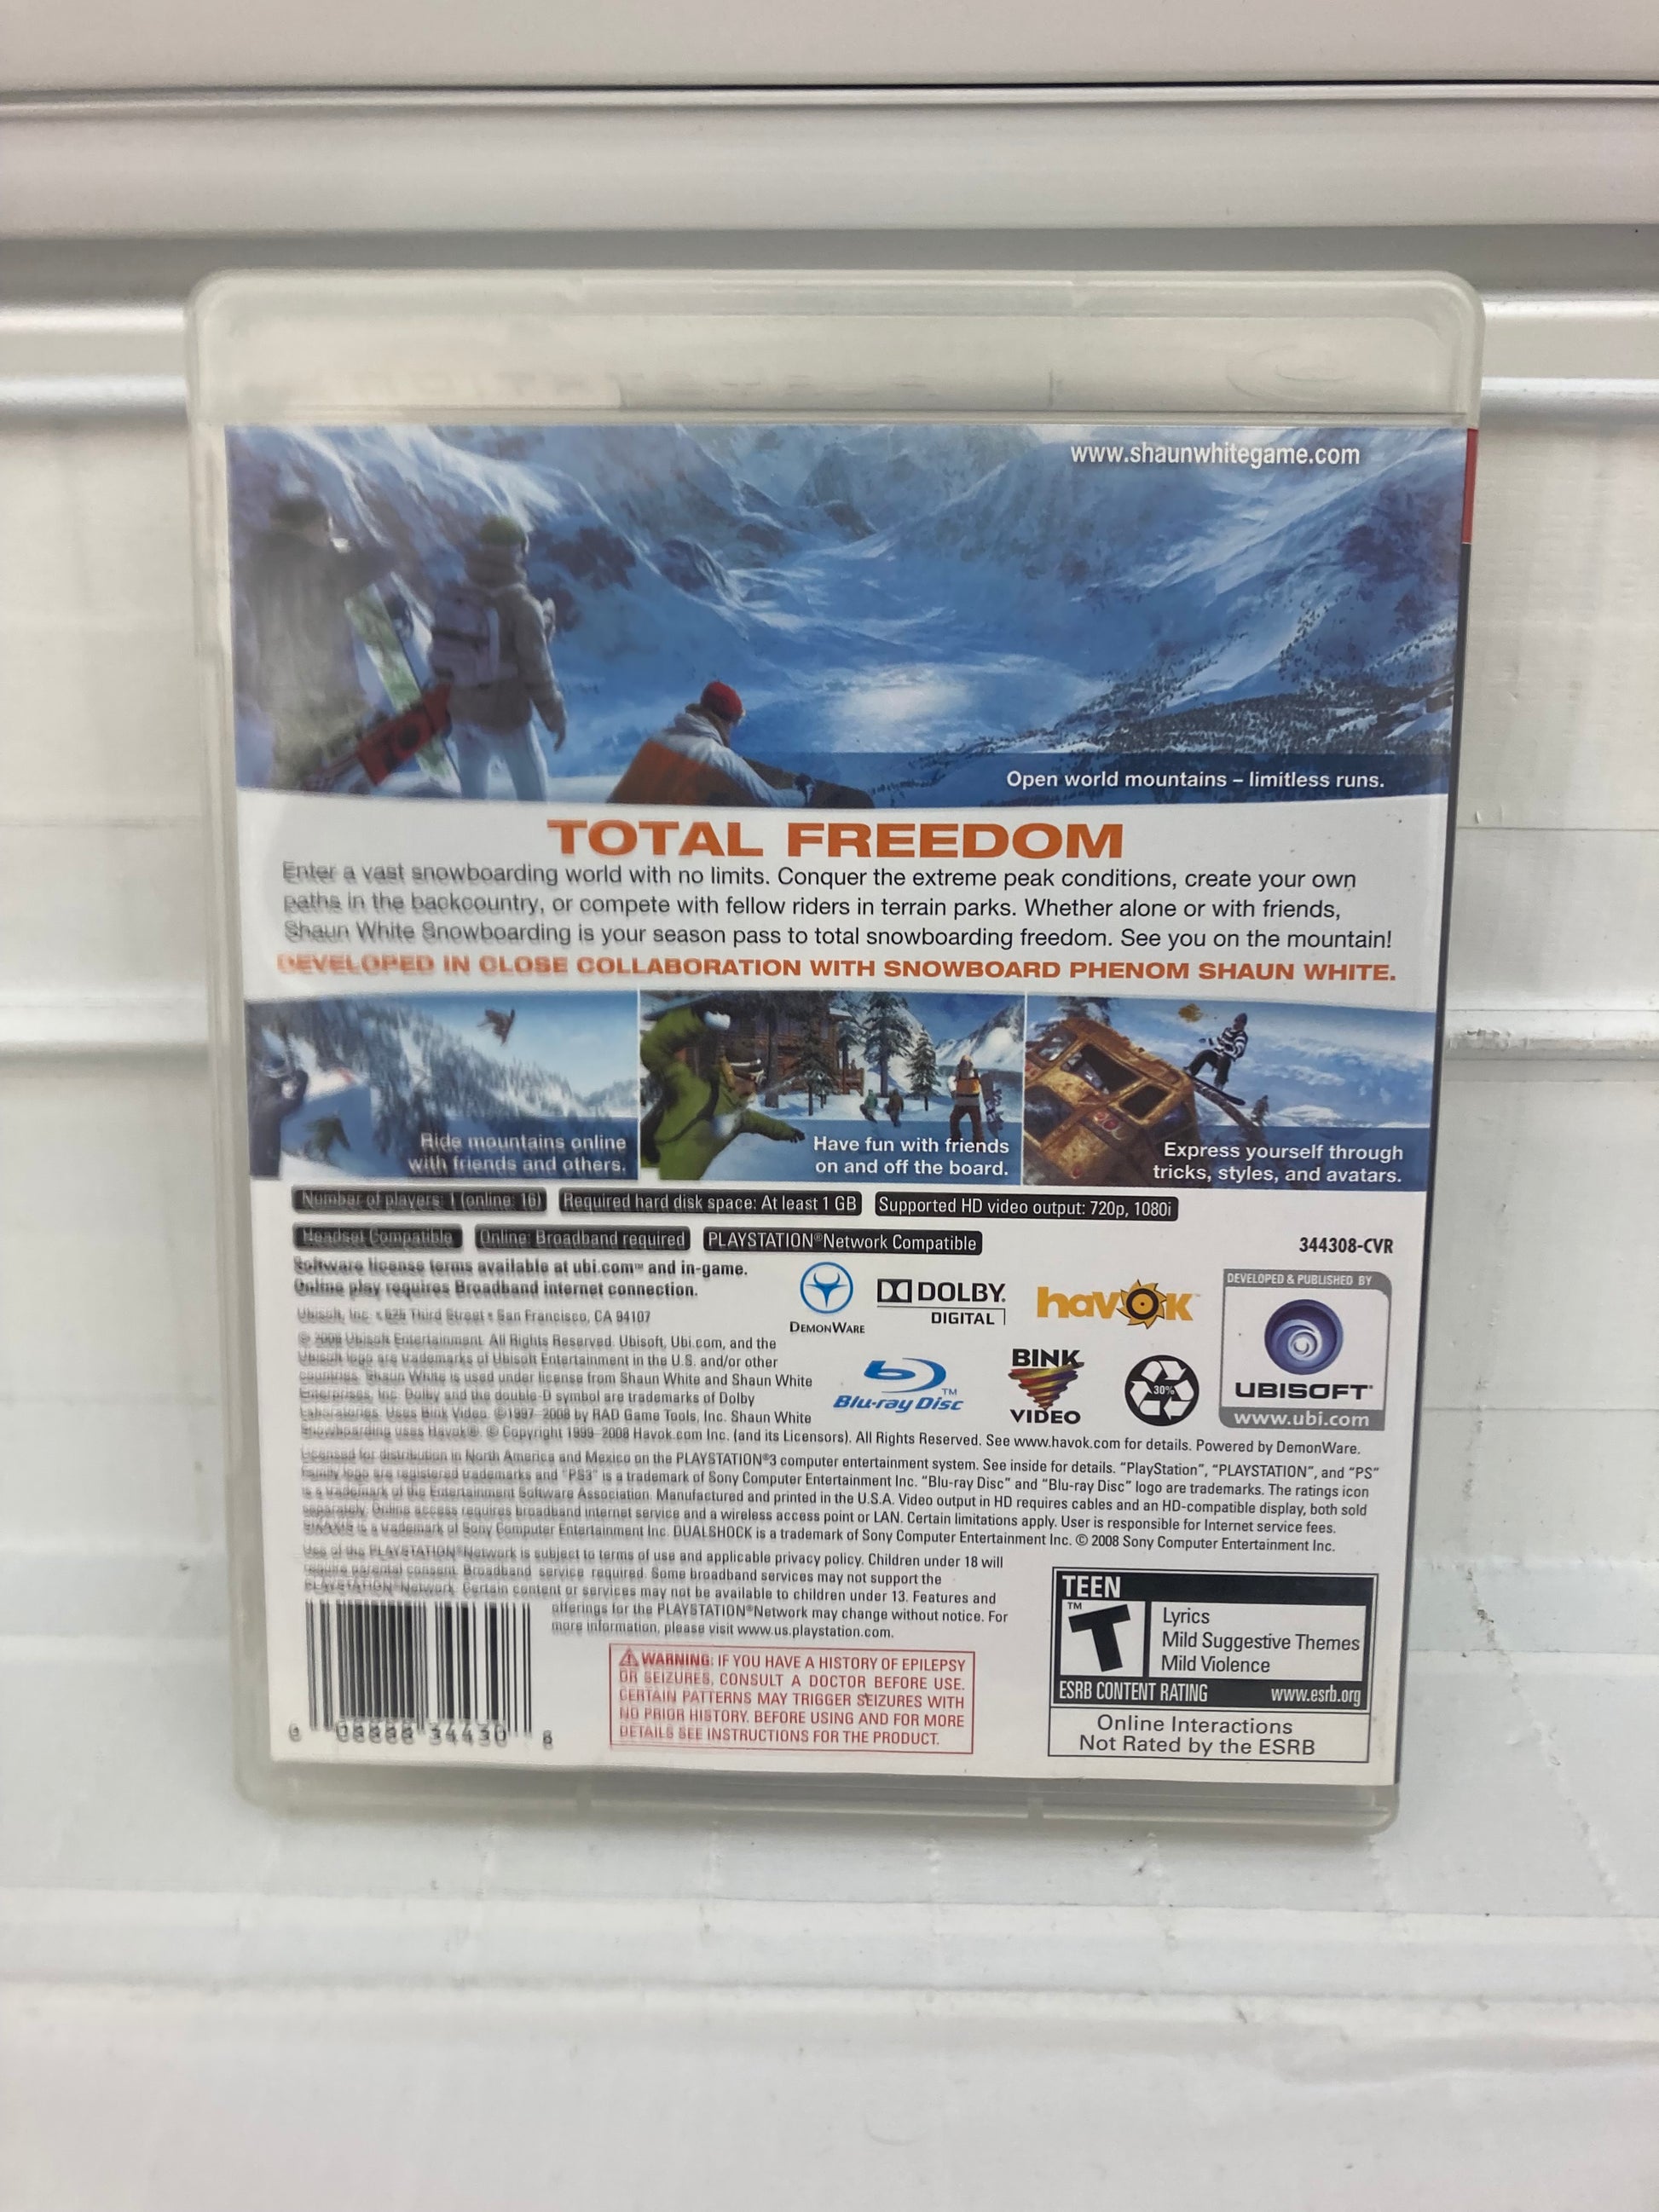 www.shaunwhitegame.com
Open world mountains – limitless runs.
TOTAL FREEDOM
Enter a vast snowboarding world with no limits. Conquer the extreme peak conditions, create your own
paths in the backcountry, or compete with fellow riders in terrain parks. Whether alone or with friends,
Shaun White Snowboarding is your season pass to total snowboarding freedom. See you on the mountain!
DEVELOPED IN CLOSE COLLABORATION WITH SNOWBOARD PHENOM SHAUN WHITE.
Ride mountains online
with friends and others.
Have fun with friends
on and off the board.
Express yourself through
tricks, styles, and avatars.
Number of players: 1 (online: 16) Required hard disk space: At least 1 GB Supported HD video output: 720p, 1080i
Headset Compatible Online: Broadband required PLAYSTATION®Network Compatible
344308-CVR
Software license terms available at ubi.com™ and in-game.
Online play requires Broadband internet connection.
Ubisoft, Inc. • 625 Third Street • San Francisco, CA 94107
© 2008 Ubisoft Entertainment. All Rights Reserved. Ubisoft, Ubi.com, and the
Ubisoft logo are trademarks of Ubisoft Entertainment in the U.S. and/or other
countries. Shaun White is used under license from Shaun White and Shaun White
Enterprises, Inc. Dolby and the double-D symbol are trademarks of Dolby
Laboratories. Uses Bink Video. ©1997-2008 by RAD Game Tools, Inc. Shaun White
Snowboarding uses Havok®. © Copyright 1999-2008 Havok.com Inc. (and its Licensors). All Rights Reserved. See www.havok.com for details. Powered by DemonWare.
DEMONWARE
DOLBY
DIGITAL
havok™
Blu-ray Disc™
BINK
VIDEO
30%
DEVELOPED & PUBLISHED BY
UBISOFT®
www.ubi.com
Licensed for distribution in North America and Mexico on the PLAYSTATION®3 computer entertainment system. See inside for details. “PlayStation”, “PLAYSTATION”, and “PS”
Family logo are registered trademarks and “PS3” is a trademark of Sony Computer Entertainment Inc. “Blu-ray Disc” and “Blu-ray Disc” logo are trademarks. The ratings icon
is a trademark of the Entertainment Software Association. Manufactured and printed in the U.S.A. Video output in HD requires cables and an HD-compatible display, both sold
separately. Online access requires broadband internet service and a wireless access point or LAN. Certain limitations apply. User is responsible for Internet service fees.
SIXAXIS is a trademark of Sony Computer Entertainment Inc. DUALSHOCK is a trademark of Sony Computer Entertainment Inc. © 2008 Sony Computer Entertainment Inc.
Use of the PLAYSTATION®Network is subject to terms of use and applicable privacy policy. Children under 18 will
require parental consent. Broadband service required. Some broadband services may not support the
PLAYSTATION®Network. Certain content or services may not be available to children under 13. Features and
offerings for the PLAYSTATION®Network may change without notice. For
more information, please visit www.us.playstation.com.
WARNING: IF YOU HAVE A HISTORY OF EPILEPSY
OR SEIZURES, CONSULT A DOCTOR BEFORE USE.
CERTAIN PATTERNS MAY TRIGGER SEIZURES WITH
NO PRIOR HISTORY. BEFORE USING AND FOR MORE
DETAILS SEE INSTRUCTIONS FOR THE PRODUCT.
0 08888 34430 8
TEEN
™
T
Lyrics
Mild Suggestive Themes
Mild Violence
ESRB CONTENT RATING www.esrb.org
Online Interactions
Not Rated by the ESRB